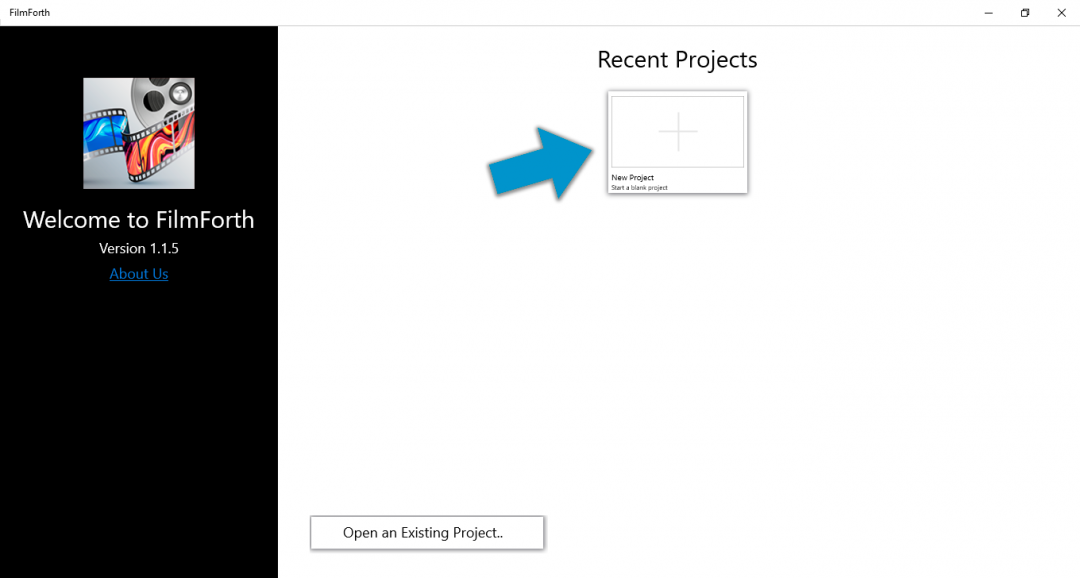 FilmForth
Welcome to FilmForth
Version 1.1.5
About Us
Recent Projects
New Project
Start a blank project
Open an Existing Project..